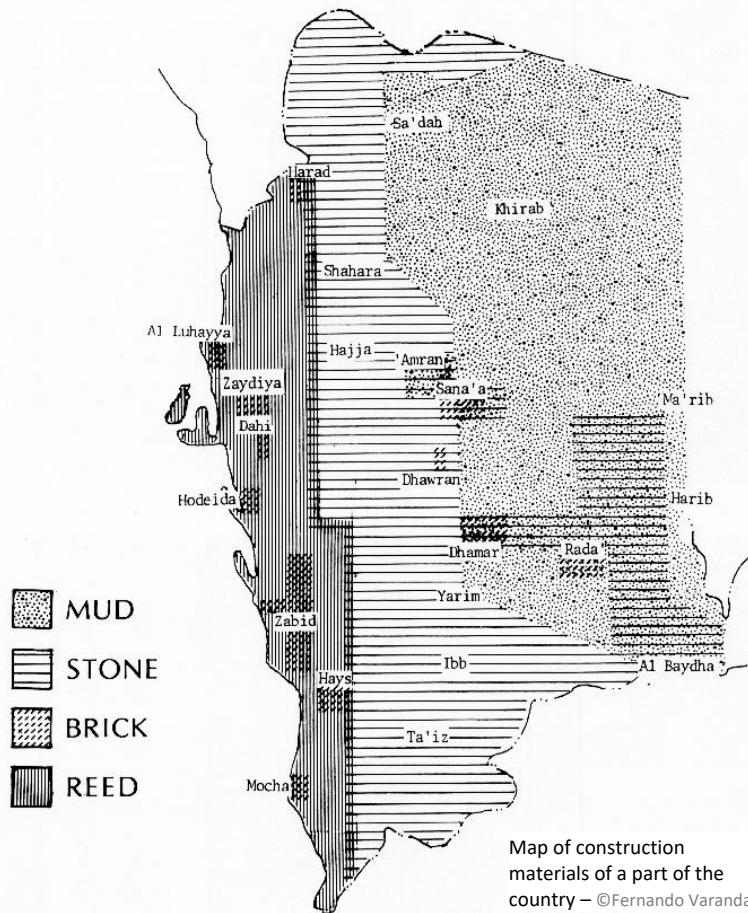 Sa'dah
Harad
Khirab
Shahara
Al Luhayya
Hajja
'Amran
Zaydiya
Sana'a
Ma'rib
Dahi
Dhawran
Hodeida
Harib
Dhamar
Rada'
Yarim
Zabid
Ibb
Al Baydha
Hays
Ta'iz
Mocha
MUD
STONE
BRICK
REED
Map of construction
materials of a part of the
country – ©Fernando Varanda